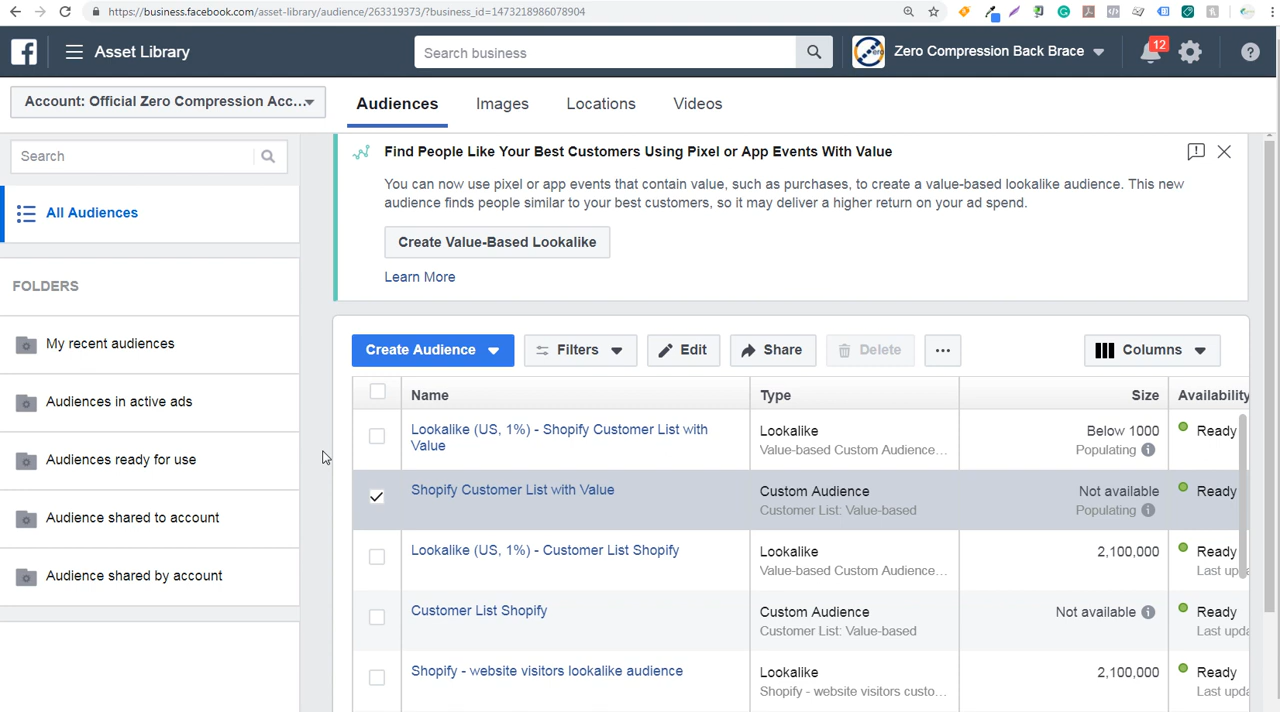 https://business.facebook.com/asset-library/audience/263319373/?business_id=1473218986078904
Asset Library
Search business
Zero Compression Back Brace
12
Account: Official Zero Compression Acc...
Audiences
Images
Locations
Videos
Search
All Audiences
FOLDERS
My recent audiences
Audiences in active ads
Audiences ready for use
Audience shared to account
Audience shared by account
Find People Like Your Best Customers Using Pixel or App Events With Value
You can now use pixel or app events that contain value, such as purchases, to create a value-based lookalike audience. This new
audience finds people similar to your best customers, so it may deliver a higher return on your ad spend.
Create Value-Based Lookalike
Learn More
Create Audience
Filters
Edit
Share
Delete
...
Columns
Name
Type
Size
Availability
Lookalike (US, 1%) - Shopify Customer List with
Value
Lookalike
Value-based Custom Audience...
Below 1000
Populating
Ready
Shopify Customer List with Value
Custom Audience
Customer List: Value-based
Not available
Populating
Ready
Lookalike (US, 1%) - Customer List Shopify
Lookalike
Value-based Custom Audience...
2,100,000
Ready
Last upda
Customer List Shopify
Custom Audience
Customer List: Value-based
Not available
Ready
Last upda
Shopify - website visitors lookalike audience
Lookalike
Shopify - website visitors custo...
2,100,000
Ready
Last upda